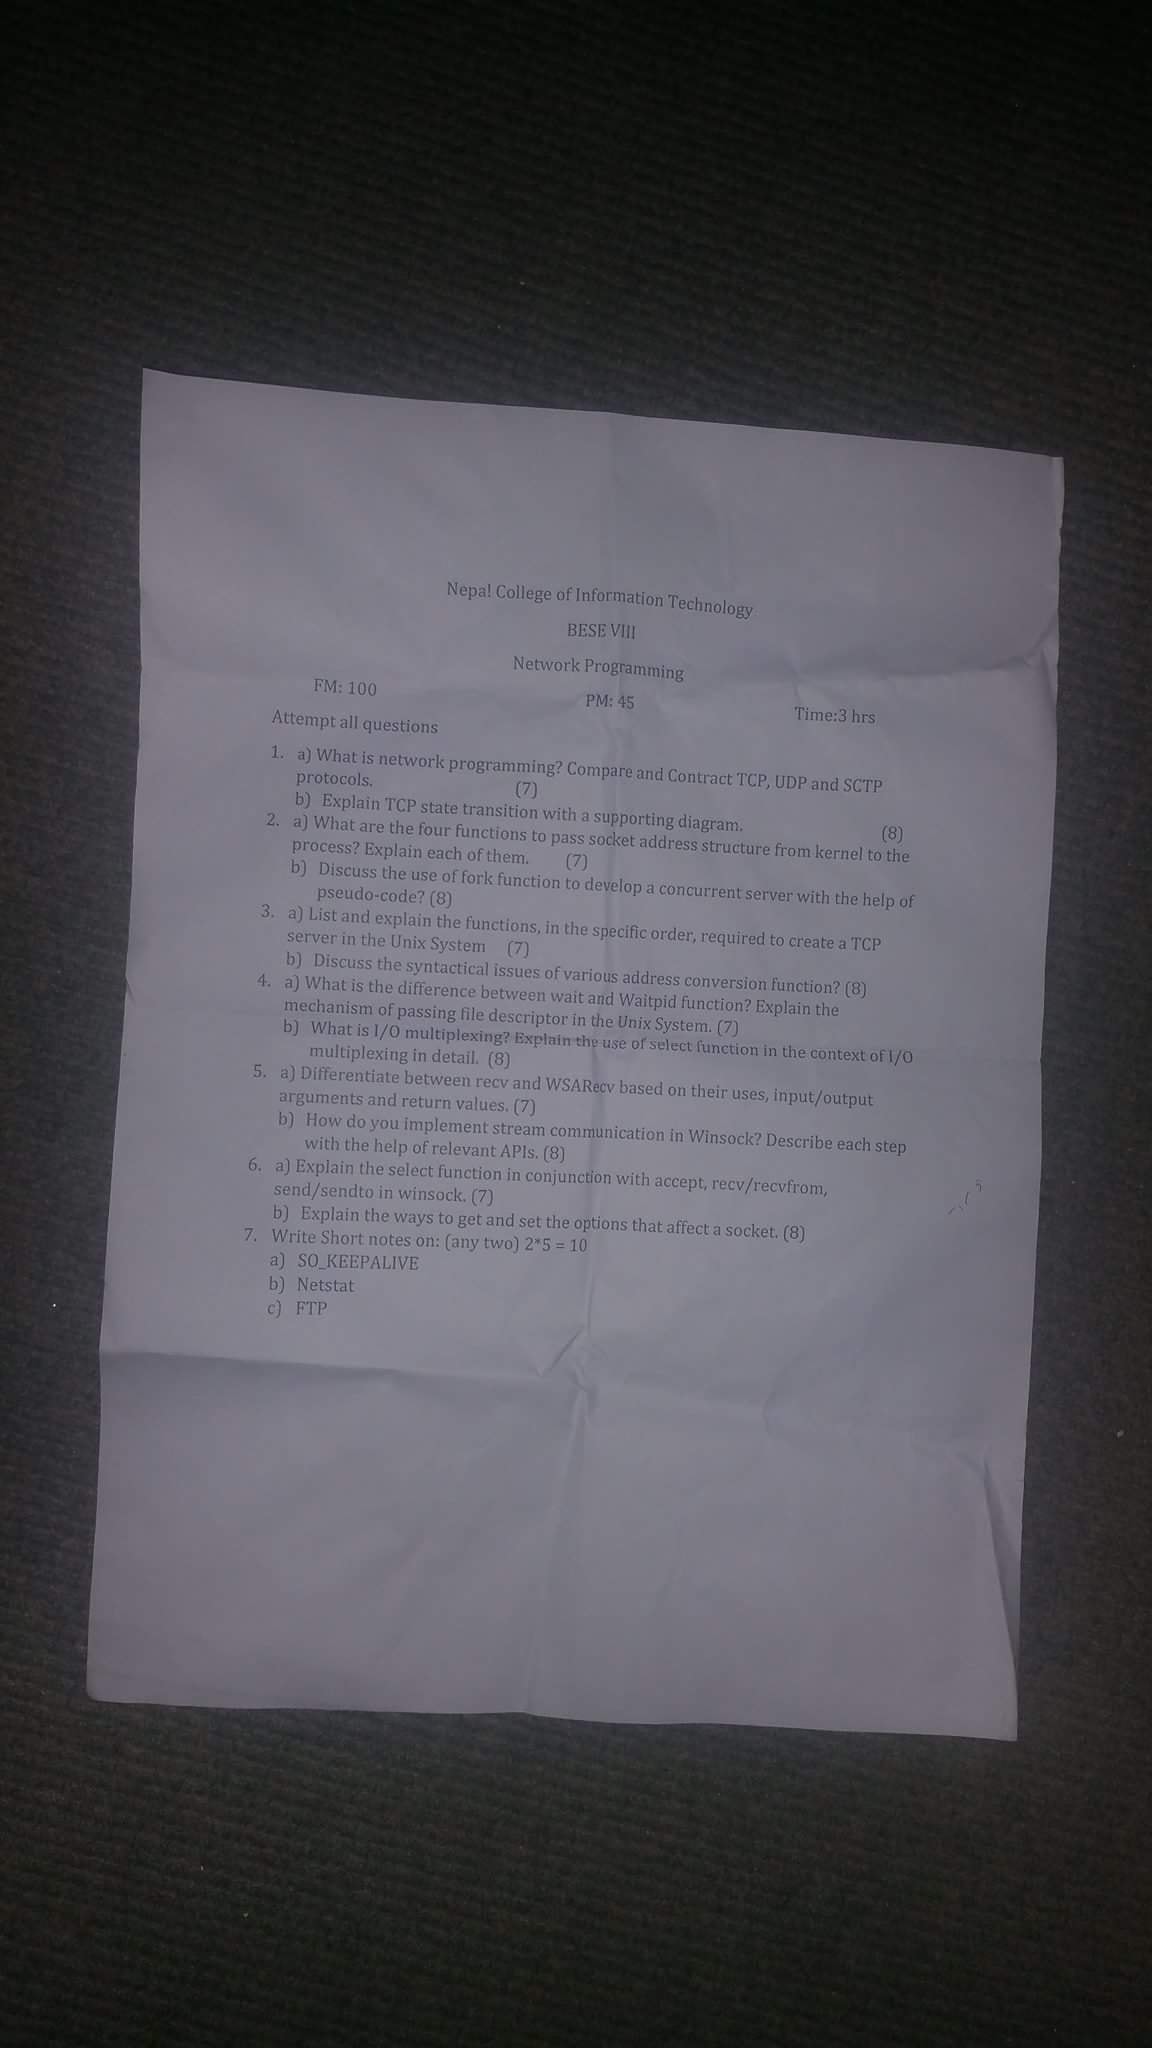 Nepal College of Information Technology
BESE VIII
Network Programming
FM: 100 PM: 45 Time:3 hrs
Attempt all questions
1. a) What is network programming? Compare and Contract TCP, UDP and SCTP
protocols. (7)
b) Explain TCP state transition with a supporting diagram. (8)
2. a) What are the four functions to pass socket address structure from kernel to the
process? Explain each of them. (7)
b) Discuss the use of fork function to develop a concurrent server with the help of
pseudo-code? (8)
3. a) List and explain the functions, in the specific order, required to create a TCP
server in the Unix System (7)
b) Discuss the syntactical issues of various address conversion function? (8)
4. a) What is the difference between wait and Waitpid function? Explain the
mechanism of passing file descriptor in the Unix System. (7)
b) What is I/O multiplexing? Explain the use of select function in the context of I/O
multiplexing in detail. (8)
5. a) Differentiate between recv and WSARecv based on their uses, input/output
arguments and return values. (7)
b) How do you implement stream communication in Winsock? Describe each step
with the help of relevant APIs. (8)
6. a) Explain the select function in conjunction with accept, recv/recvfrom,
send/sendto in winsock. (7)
b) Explain the ways to get and set the options that affect a socket. (8)
7. Write Short notes on: (any two) 2*5 = 10
a) SO_KEEPALIVE
b) Netstat
c) FTP